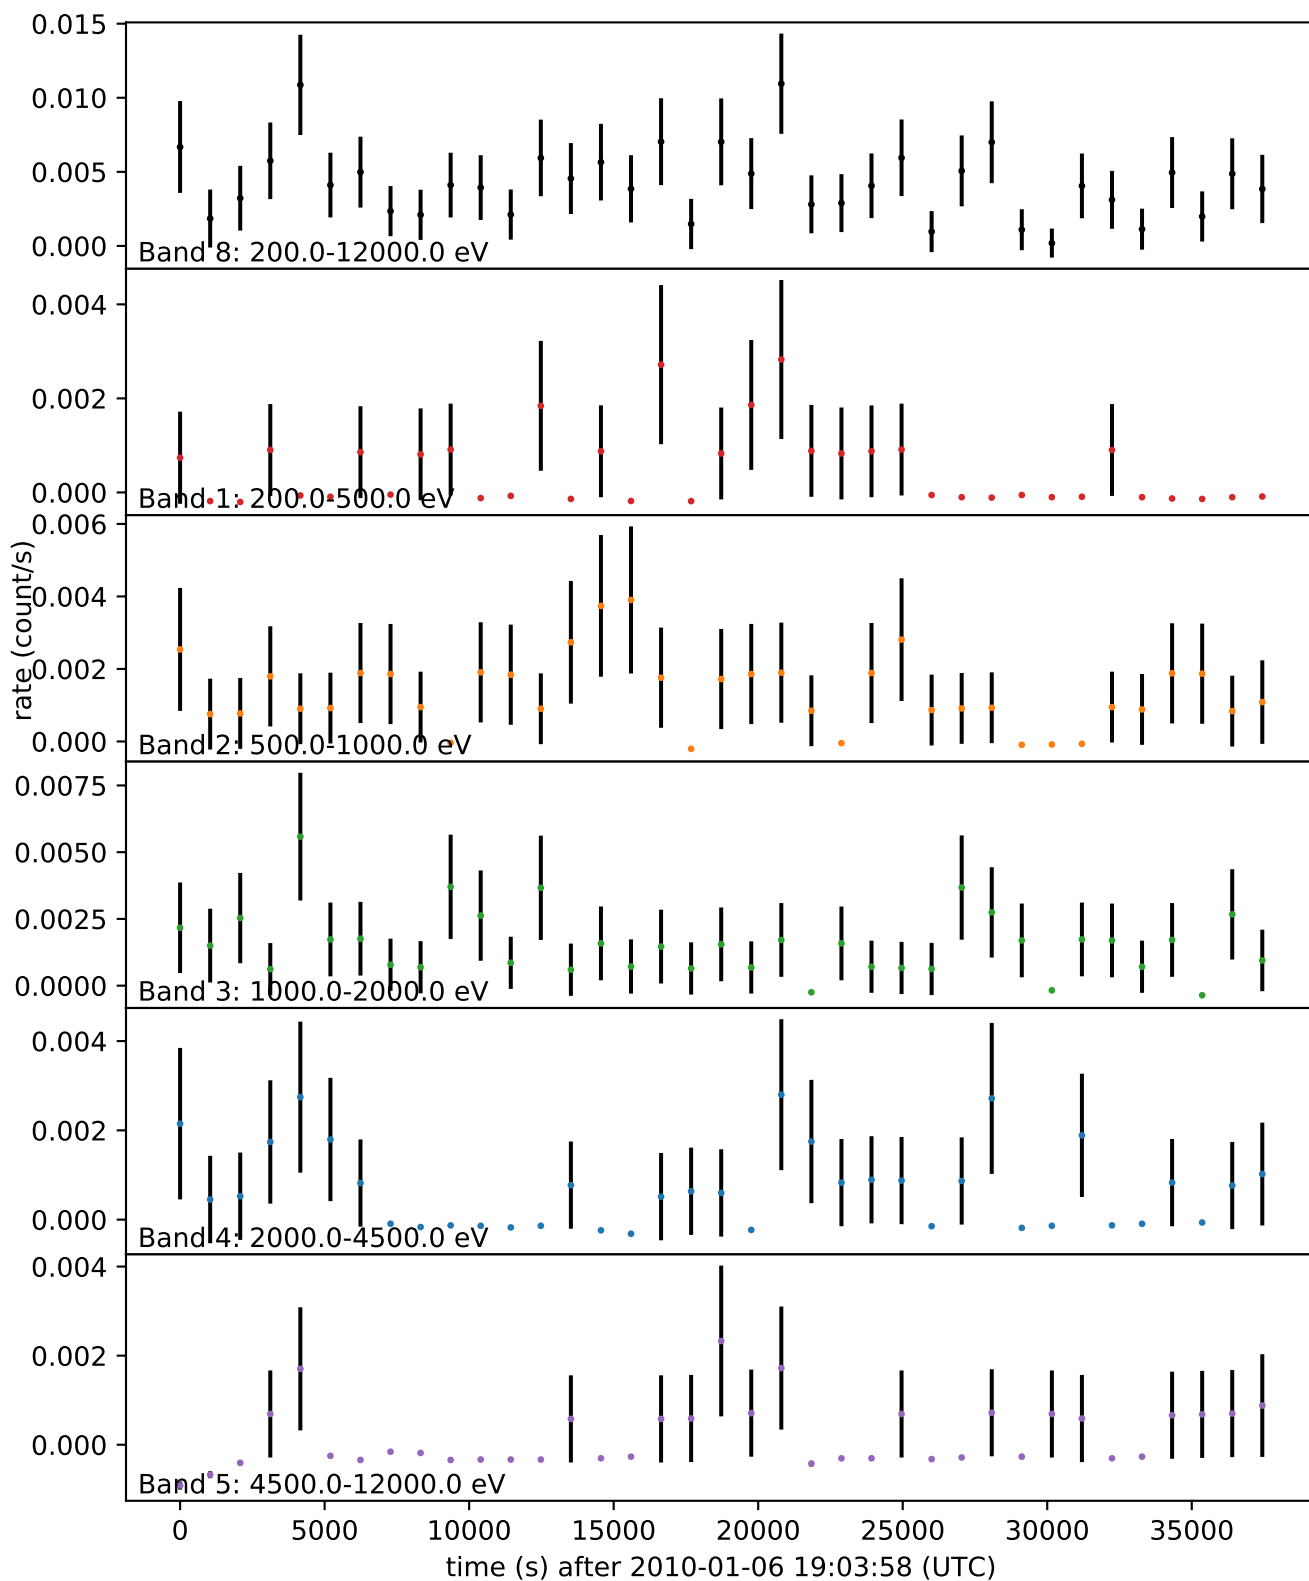 0.015
0.010
0.005
0.000
Band 8: 200.0-12000.0 eV
0.004
0.002
0.000
Band 1: 200.0-500.0 eV
rate (count/s)
0.006
0.004
0.002
0.000
Band 2: 500.0-1000.0 eV
0.0075
0.0050
0.0025
0.0000
Band 3: 1000.0-2000.0 eV
0.004
0.002
0.000
Band 4: 2000.0-4500.0 eV
0.004
0.002
0.000
Band 5: 4500.0-12000.0 eV
0 5000 10000 15000 20000 25000 30000 35000
time (s) after 2010-01-06 19:03:58 (UTC)